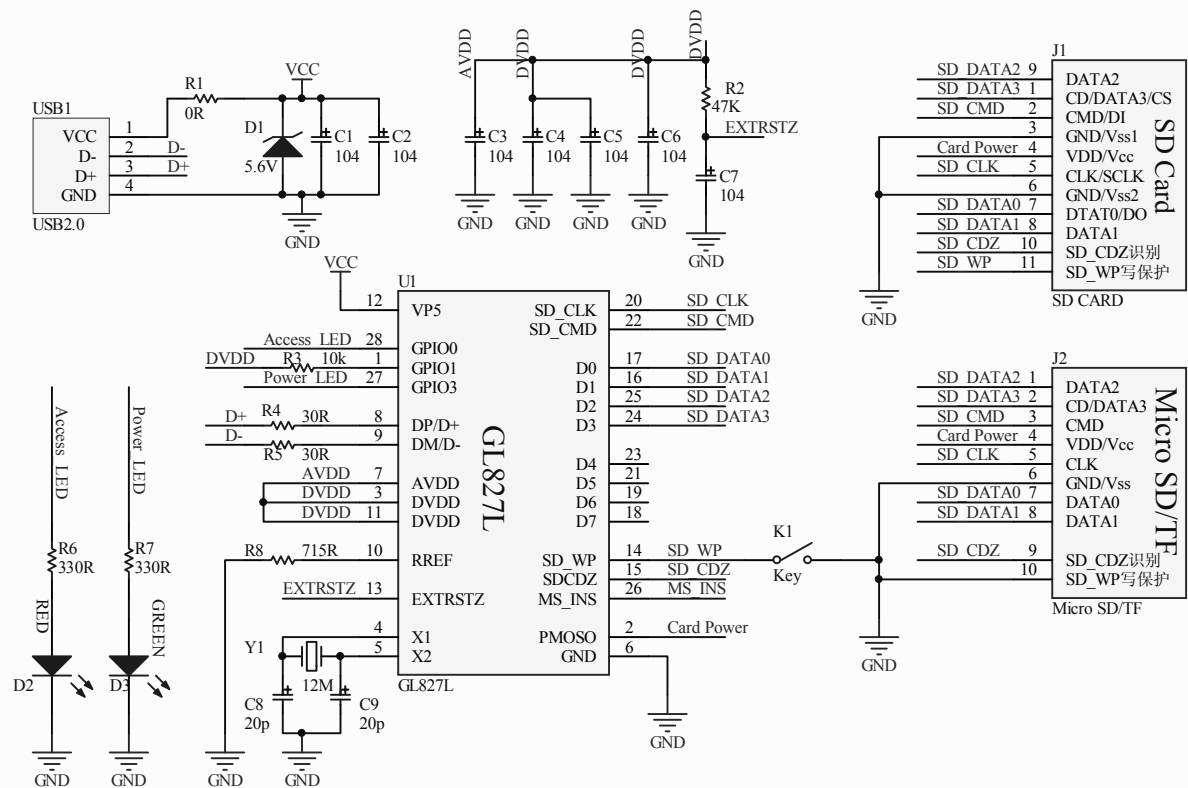 USB1
VCC 1
D- 2 D-
D+ 3 D+
GND 4
USB2.0
R1
0R
VCC
D1
5.6V
C1
104
C2
104
GND
AVDD
DVDD
DVDD
DVDD
R2
47K
EXTRSTZ
C3
104
C4
104
C5
104
C6
104
C7
104
GND
GND
GND
GND
GND
J1
SD_DATA2 9 DATA2
SD_DATA3 1 CD/DATA3/CS
SD_CMD 2 CMD/DI
3 GND/Vss1
Card Power 4 VDD/Vcc
SD_CLK 5 CLK/SCLK
6 GND/Vss2
SD_DATA0 7 DTAT0/DO
SD_DATA1 8 DATA1
SD_CDZ 10 SD_CDZ识别
SD_WP 11 SD_WP写保护
SD Card
SD CARD
GND
VCC
U1
12 VP5
Access_LED 28 GPIO0
DVDD R3 10k 1 GPIO1
Power_LED 27 GPIO3
D+ R4 30R 8 DP/D+
D- R5 30R 9 DM/D-
AVDD 7 AVDD
DVDD 3 DVDD
DVDD 11 DVDD
R8 715R 10 RREF
EXTRSTZ 13 EXTRSTZ
4 X1
5 X2
GL827L
SD_CLK 20 SD_CLK
SD_CMD 22 SD_CMD
D0 17 SD_DATA0
D1 16 SD_DATA1
D2 25 SD_DATA2
D3 24 SD_DATA3
D4 23
D5 21
D6 19
D7 18
SD_WP 14 SD_WP
SDCDZ 15 SD_CDZ
MS_INS 26 MS_INS
PMOSO 2 Card Power
GND 6
GL827L
GND
K1
Key
Y1
12M
C8
20p
C9
20p
GND
GND
Access_LED
R6
330R
RED
D2
GND
Power_LED
R7
330R
GREEN
D3
GND
J2
SD_DATA2 1 DATA2
SD_DATA3 2 CD/DATA3
SD_CMD 3 CMD
Card Power 4 VDD/Vcc
SD_CLK 5 CLK
6 GND/Vss
SD_DATA0 7 DATA0
SD_DATA1 8 DATA1
SD_CDZ 9 SD_CDZ识别
10 SD_WP写保护
Micro SD/TF
Micro SD/TF
GND